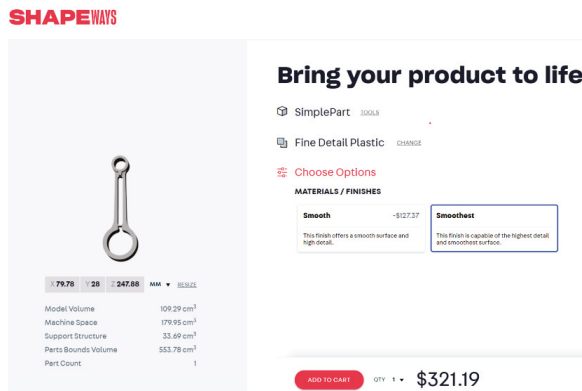 SHAPEWAYS
Bring your product to life
SimplePart TOOLS
Fine Detail Plastic CHANGE
Choose Options
MATERIALS / FINISHES
Smooth -$127.37
This finish offers a smooth surface and
high detail.
Smoothest
This finish is capable of the highest detail
and smoothest surface.
X 79.78 Y 28 Z 247.88 MM RESIZE
Model Volume 109.29 cm³
Machine Space 179.95 cm³
Support Structure 33.69 cm³
Parts Bounds Volume 553.78 cm³
Part Count 1
ADD TO CART QTY 1 $321.19